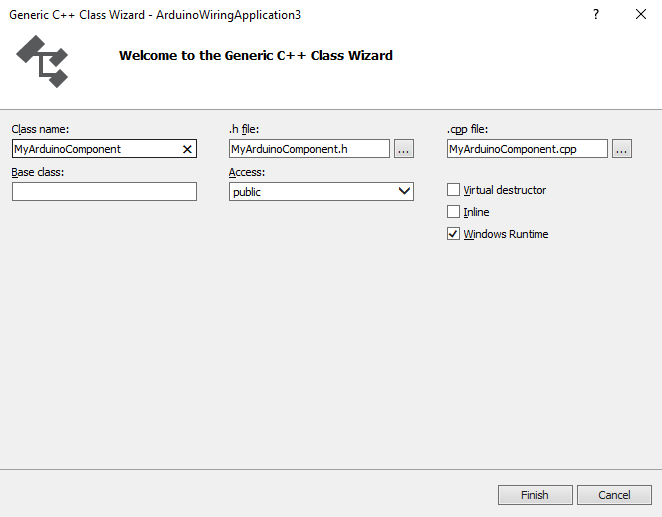 Generic C++ Class Wizard - ArduinoWiringApplication3 ?
Welcome to the Generic C++ Class Wizard
Class name: .h file: .cpp file:
MyArduinoComponent MyArduinoComponent.h ... MyArduinoComponent.cpp ...
Base class: Access:
public Virtual destructor
Inline
Windows Runtime
Finish Cancel